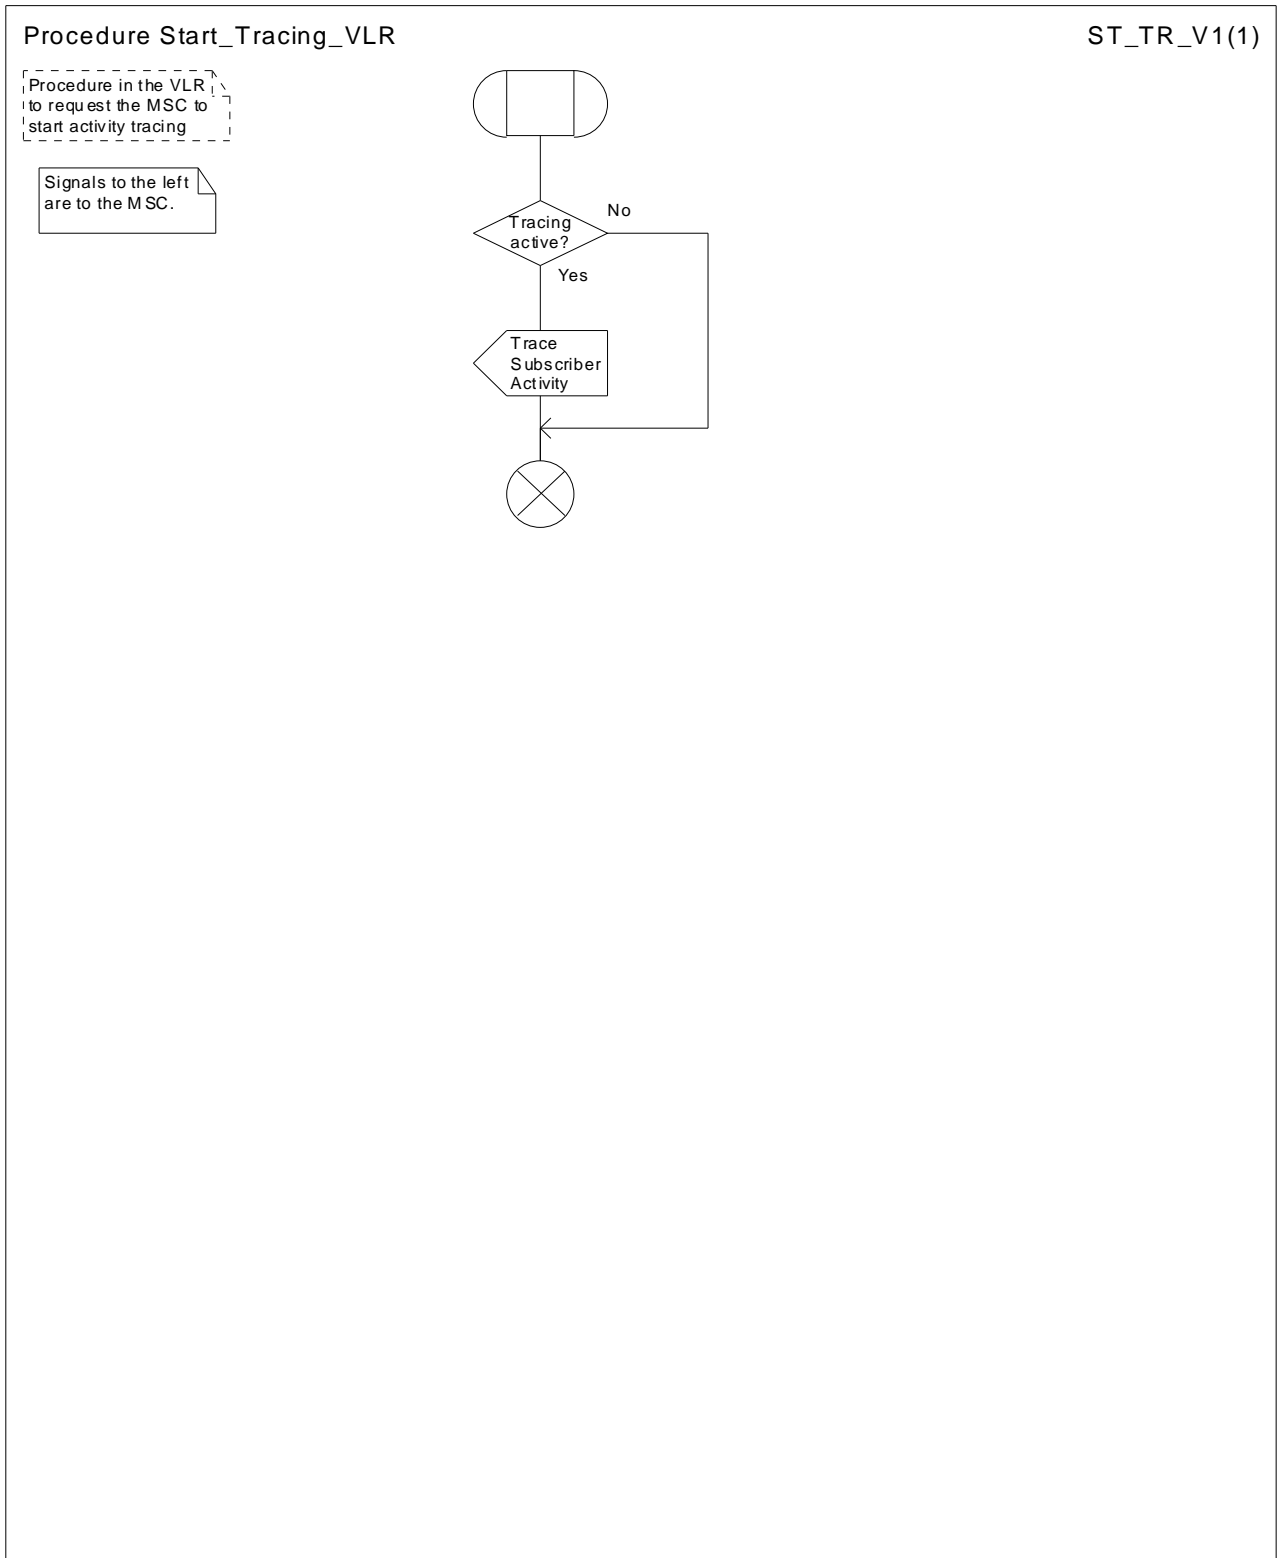 Procedure Start_Tracing_VLR
ST_TR_V1(1)
Procedure in the VLR
to request the MSC to
start activity tracing
Signals to the left
are to the MSC.
Tracing
active?
No
Yes
Trace
Subscriber
Activity